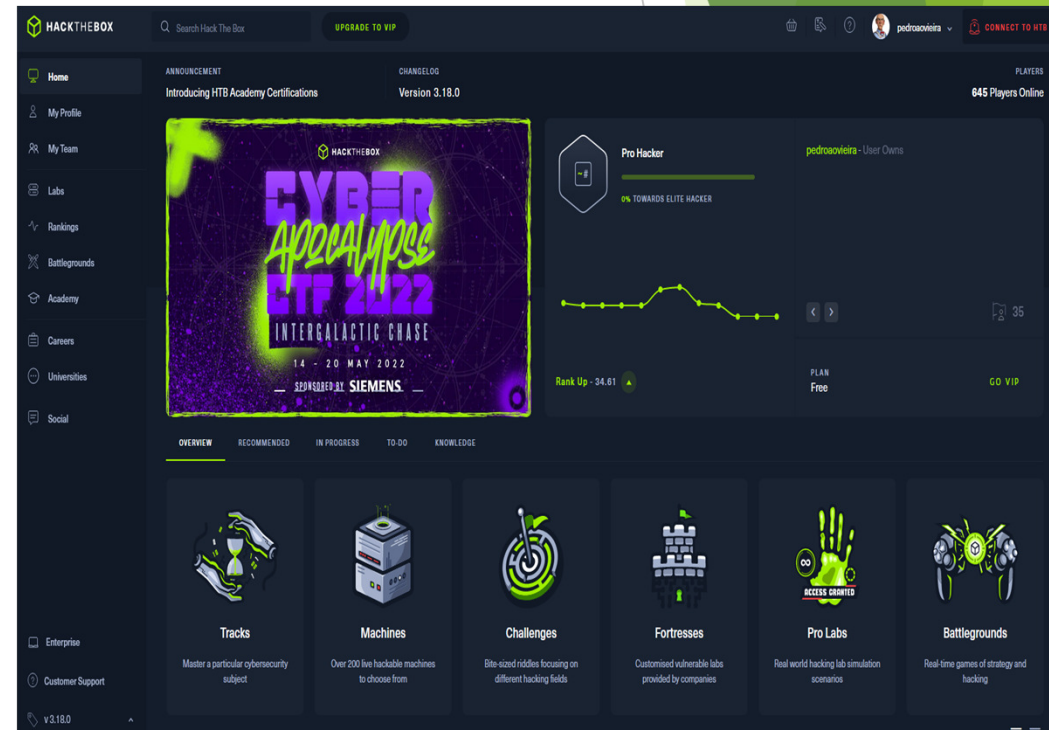 HACKTHEBOX
Search Hack The Box
UPGRADE TO VIP
pedroaovieira
CONNECT TO HTB
Home
My Profile
My Team
Labs
Rankings
Battlegrounds
Academy
Careers
Universities
Social
Enterprise
Customer Support
v 3.18.0
ANNOUNCEMENT
Introducing HTB Academy Certifications
CHANGELOG
Version 3.18.0
PLAYERS
645 Players Online
HACKTHEBOX
CYBER
APOCALYPSE
CTF 2022
INTERGALACTIC CHASE
14 - 20 MAY 2022
SPONSORED BY SIEMENS
~#
Pro Hacker
0% TOWARDS ELITE HACKER
Rank Up - 34.61
pedroaovieira - User Owns
35
PLAN
Free
GO VIP
OVERVIEW
RECOMMENDED
IN PROGRESS
TO-DO
KNOWLEDGE
Tracks
Master a particular cybersecurity
subject
Machines
Over 200 live hackable machines
to choose from
Challenges
Bite-sized riddles focusing on
different hacking fields
Fortresses
Customised vulnerable labs
provided by companies
ACCESS GRANTED
Pro Labs
Real world hacking lab simulation
scenarios
Battlegrounds
Real-time games of strategy and
hacking